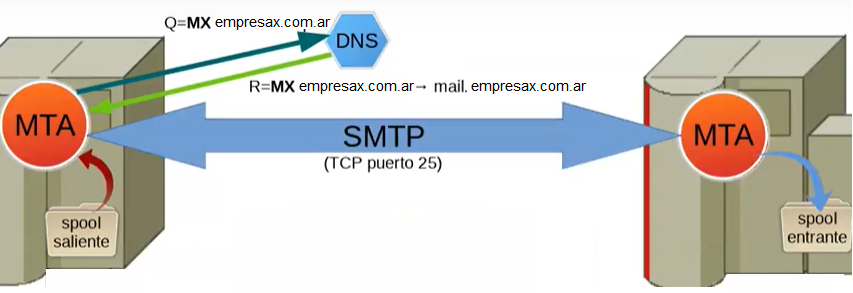 Q=MX empresax.com.ar
DNS
R=MX empresax.com.ar→ mail. empresax.com.ar
MTA
SMTP
(TCP puerto 25)
MTA
spool
saliente
spool
entrante